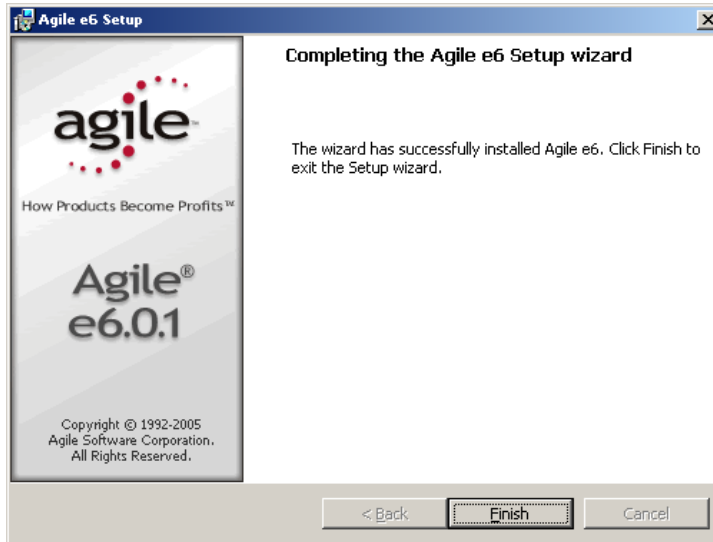 Agile e6 Setup
Completing the Agile e6 Setup wizard
The wizard has successfully installed Agile e6. Click Finish to
exit the Setup wizard.
agile™
How Products Become Profits™
Agile®
e6.0.1
Copyright © 1992-2005
Agile Software Corporation.
All Rights Reserved.
< Back
Finish
Cancel